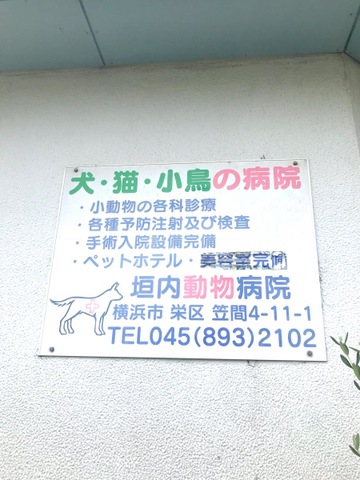 犬・猫・小鳥の病院
・小動物の各科診療
・各種予防注射及び検査
・手術入院設備完備
・ペットホテル・美容室完備
垣内動物病院
横浜市 栄区 笠間4-11-1
TEL045(893)2102